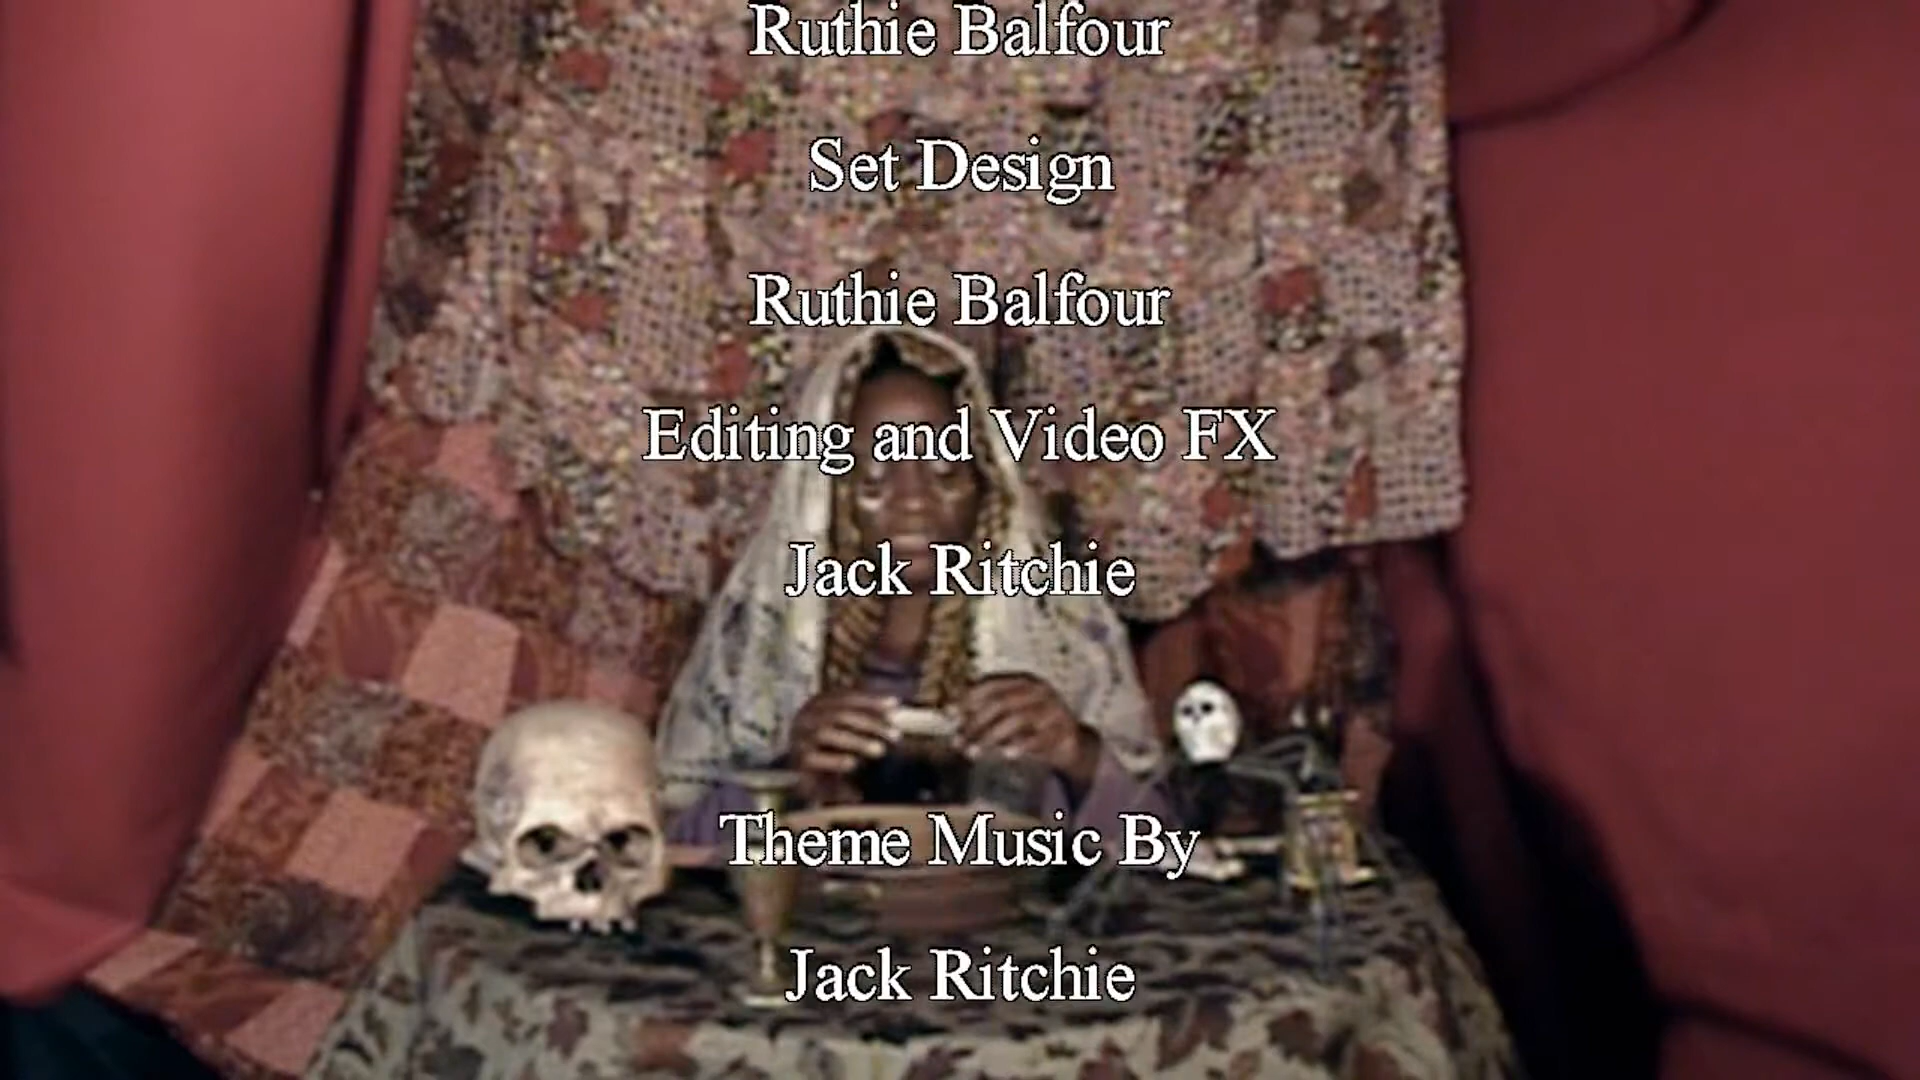 Ruthie Balfour
Set Design
Ruthie Balfour
Editing and Video FX
Jack Ritchie
Theme Music By
Jack Ritchie